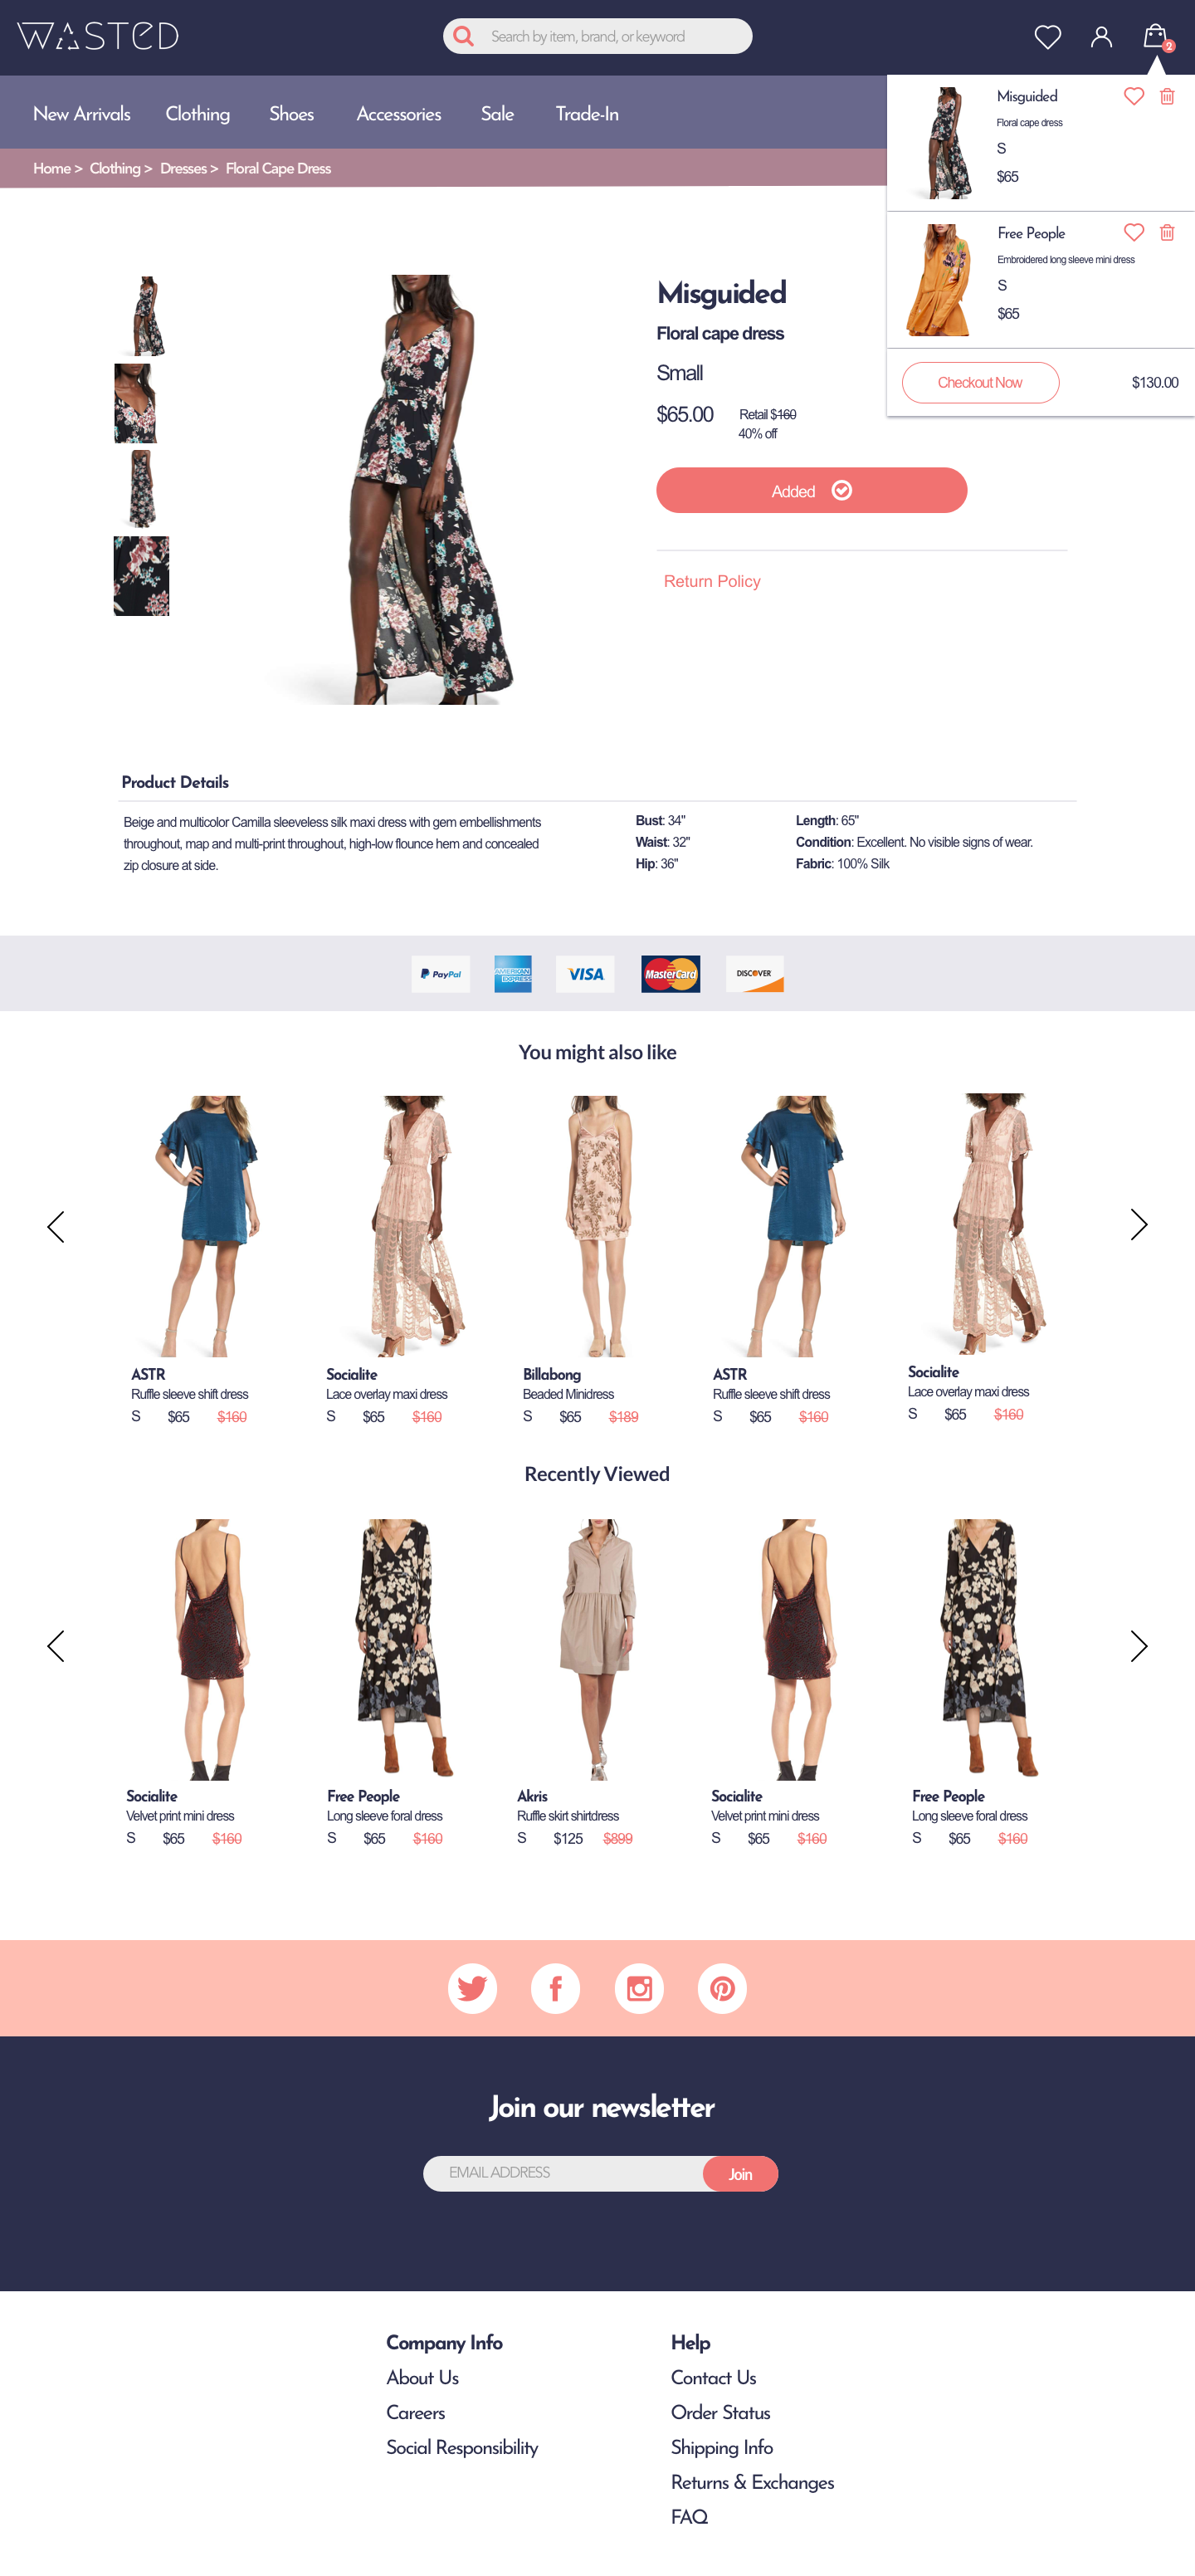 WASTED
Search by item, brand, or keyword
2
New Arrivals Clothing Shoes Accessories Sale Trade-In
Home > Clothing > Dresses > Floral Cape Dress
Misguided
Floral cape dress
S
$65
Free People
Embroidered long sleeve mini dress
S
$65
Checkout Now $130.00
Misguided
Floral cape dress
Small
$65.00 Retail $160
40% off
Added
Return Policy
Product Details
Beige and multicolor Camilla sleeveless silk maxi dress with gem embellishments
throughout, map and multi-print throughout, high-low flounce hem and concealed
zip closure at side.
Bust: 34"
Waist: 32"
Hip: 36"
Length: 65"
Condition: Excellent. No visible signs of wear.
Fabric: 100% Silk
PayPal AMERICAN EXPRESS VISA MasterCard DISCOVER
You might also like
ASTR
Ruffle sleeve shift dress
S $65 $160
Socialite
Lace overlay maxi dress
S $65 $160
Billabong
Beaded Minidress
S $65 $189
ASTR
Ruffle sleeve shift dress
S $65 $160
Socialite
Lace overlay maxi dress
S $65 $160
Recently Viewed
Socialite
Velvet print mini dress
S $65 $160
Free People
Long sleeve foral dress
S $65 $160
Akris
Ruffle skirt shirtdress
S $125 $899
Socialite
Velvet print mini dress
S $65 $160
Free People
Long sleeve foral dress
S $65 $160
Join our newsletter
EMAIL ADDRESS Join
Company Info
About Us
Careers
Social Responsibility
Help
Contact Us
Order Status
Shipping Info
Returns & Exchanges
FAQ